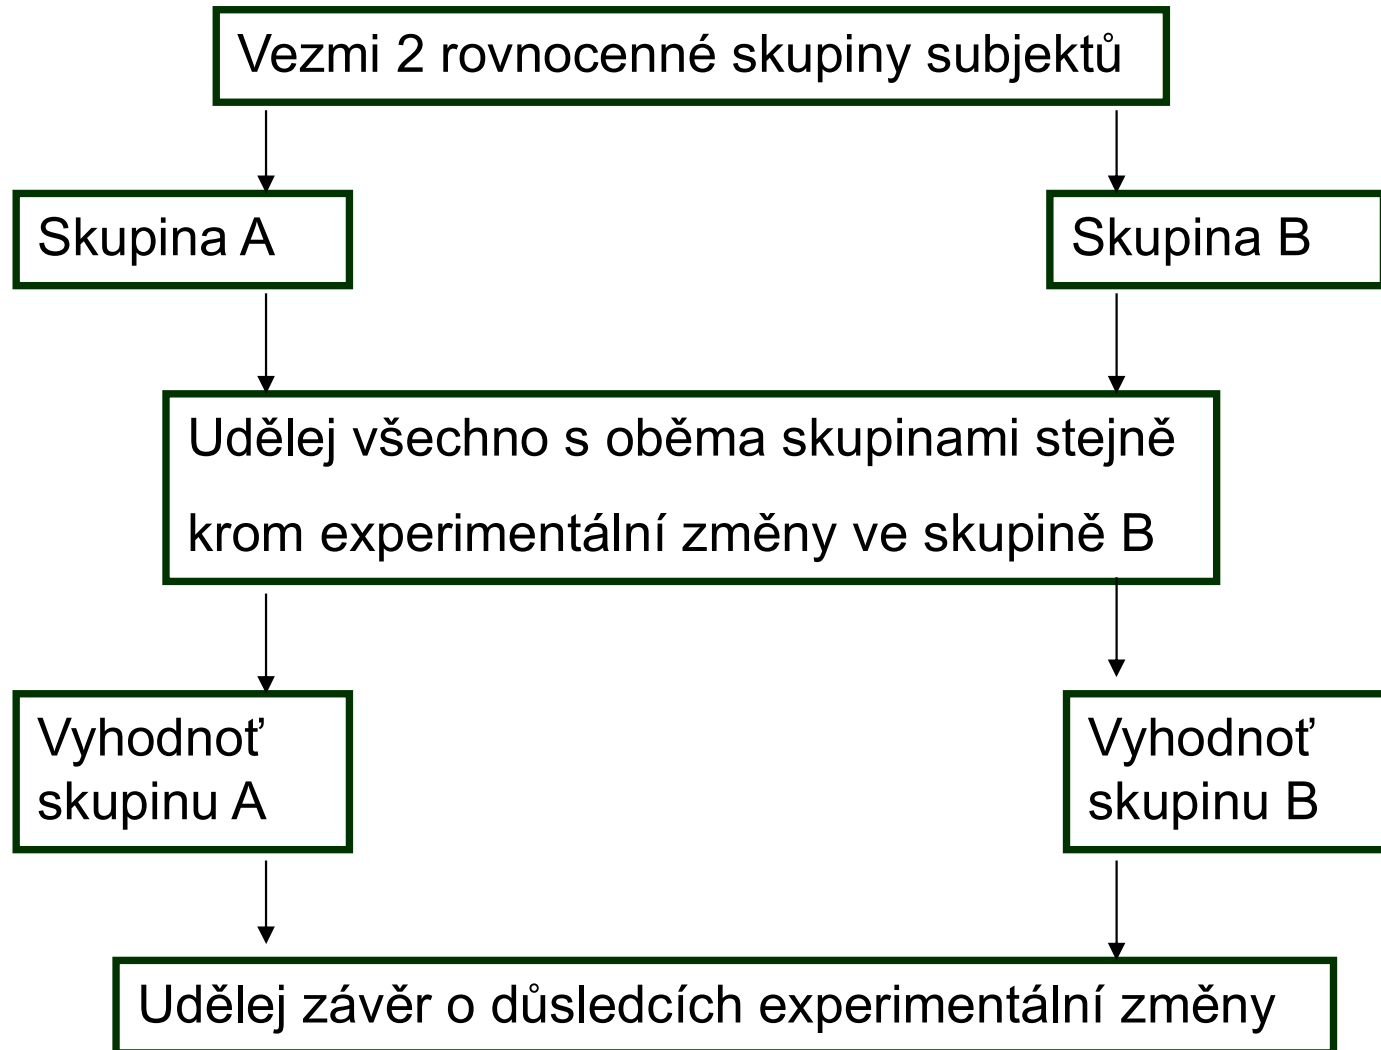 Vezmi 2 rovnocenné skupiny subjektů
Skupina A
Skupina B
Udělej všechno s oběma skupinami stejně
krom experimentální změny ve skupině B
Vyhodnoť
skupinu A
Vyhodnoť
skupinu B
Udělej závěr o důsledcích experimentální změny